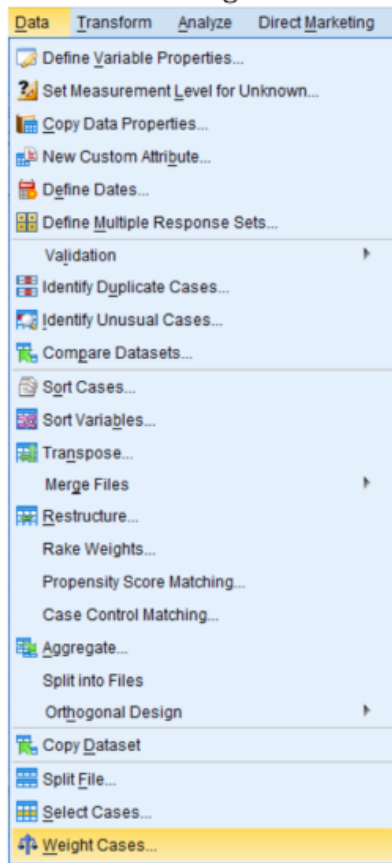 Data Transform Analyze Direct Marketing
Define Variable Properties...
Set Measurement Level for Unknown...
Copy Data Properties...
New Custom Attribute...
Define Dates...
Define Multiple Response Sets...
Validation
Identify Duplicate Cases...
Identify Unusual Cases...
Compare Datasets...
Sort Cases...
Sort Variables...
Transpose...
Merge Files
Restructure...
Rake Weights...
Propensity Score Matching...
Case Control Matching...
Aggregate...
Split into Files
Orthogonal Design
Copy Dataset
Split File...
Select Cases...
Weight Cases...